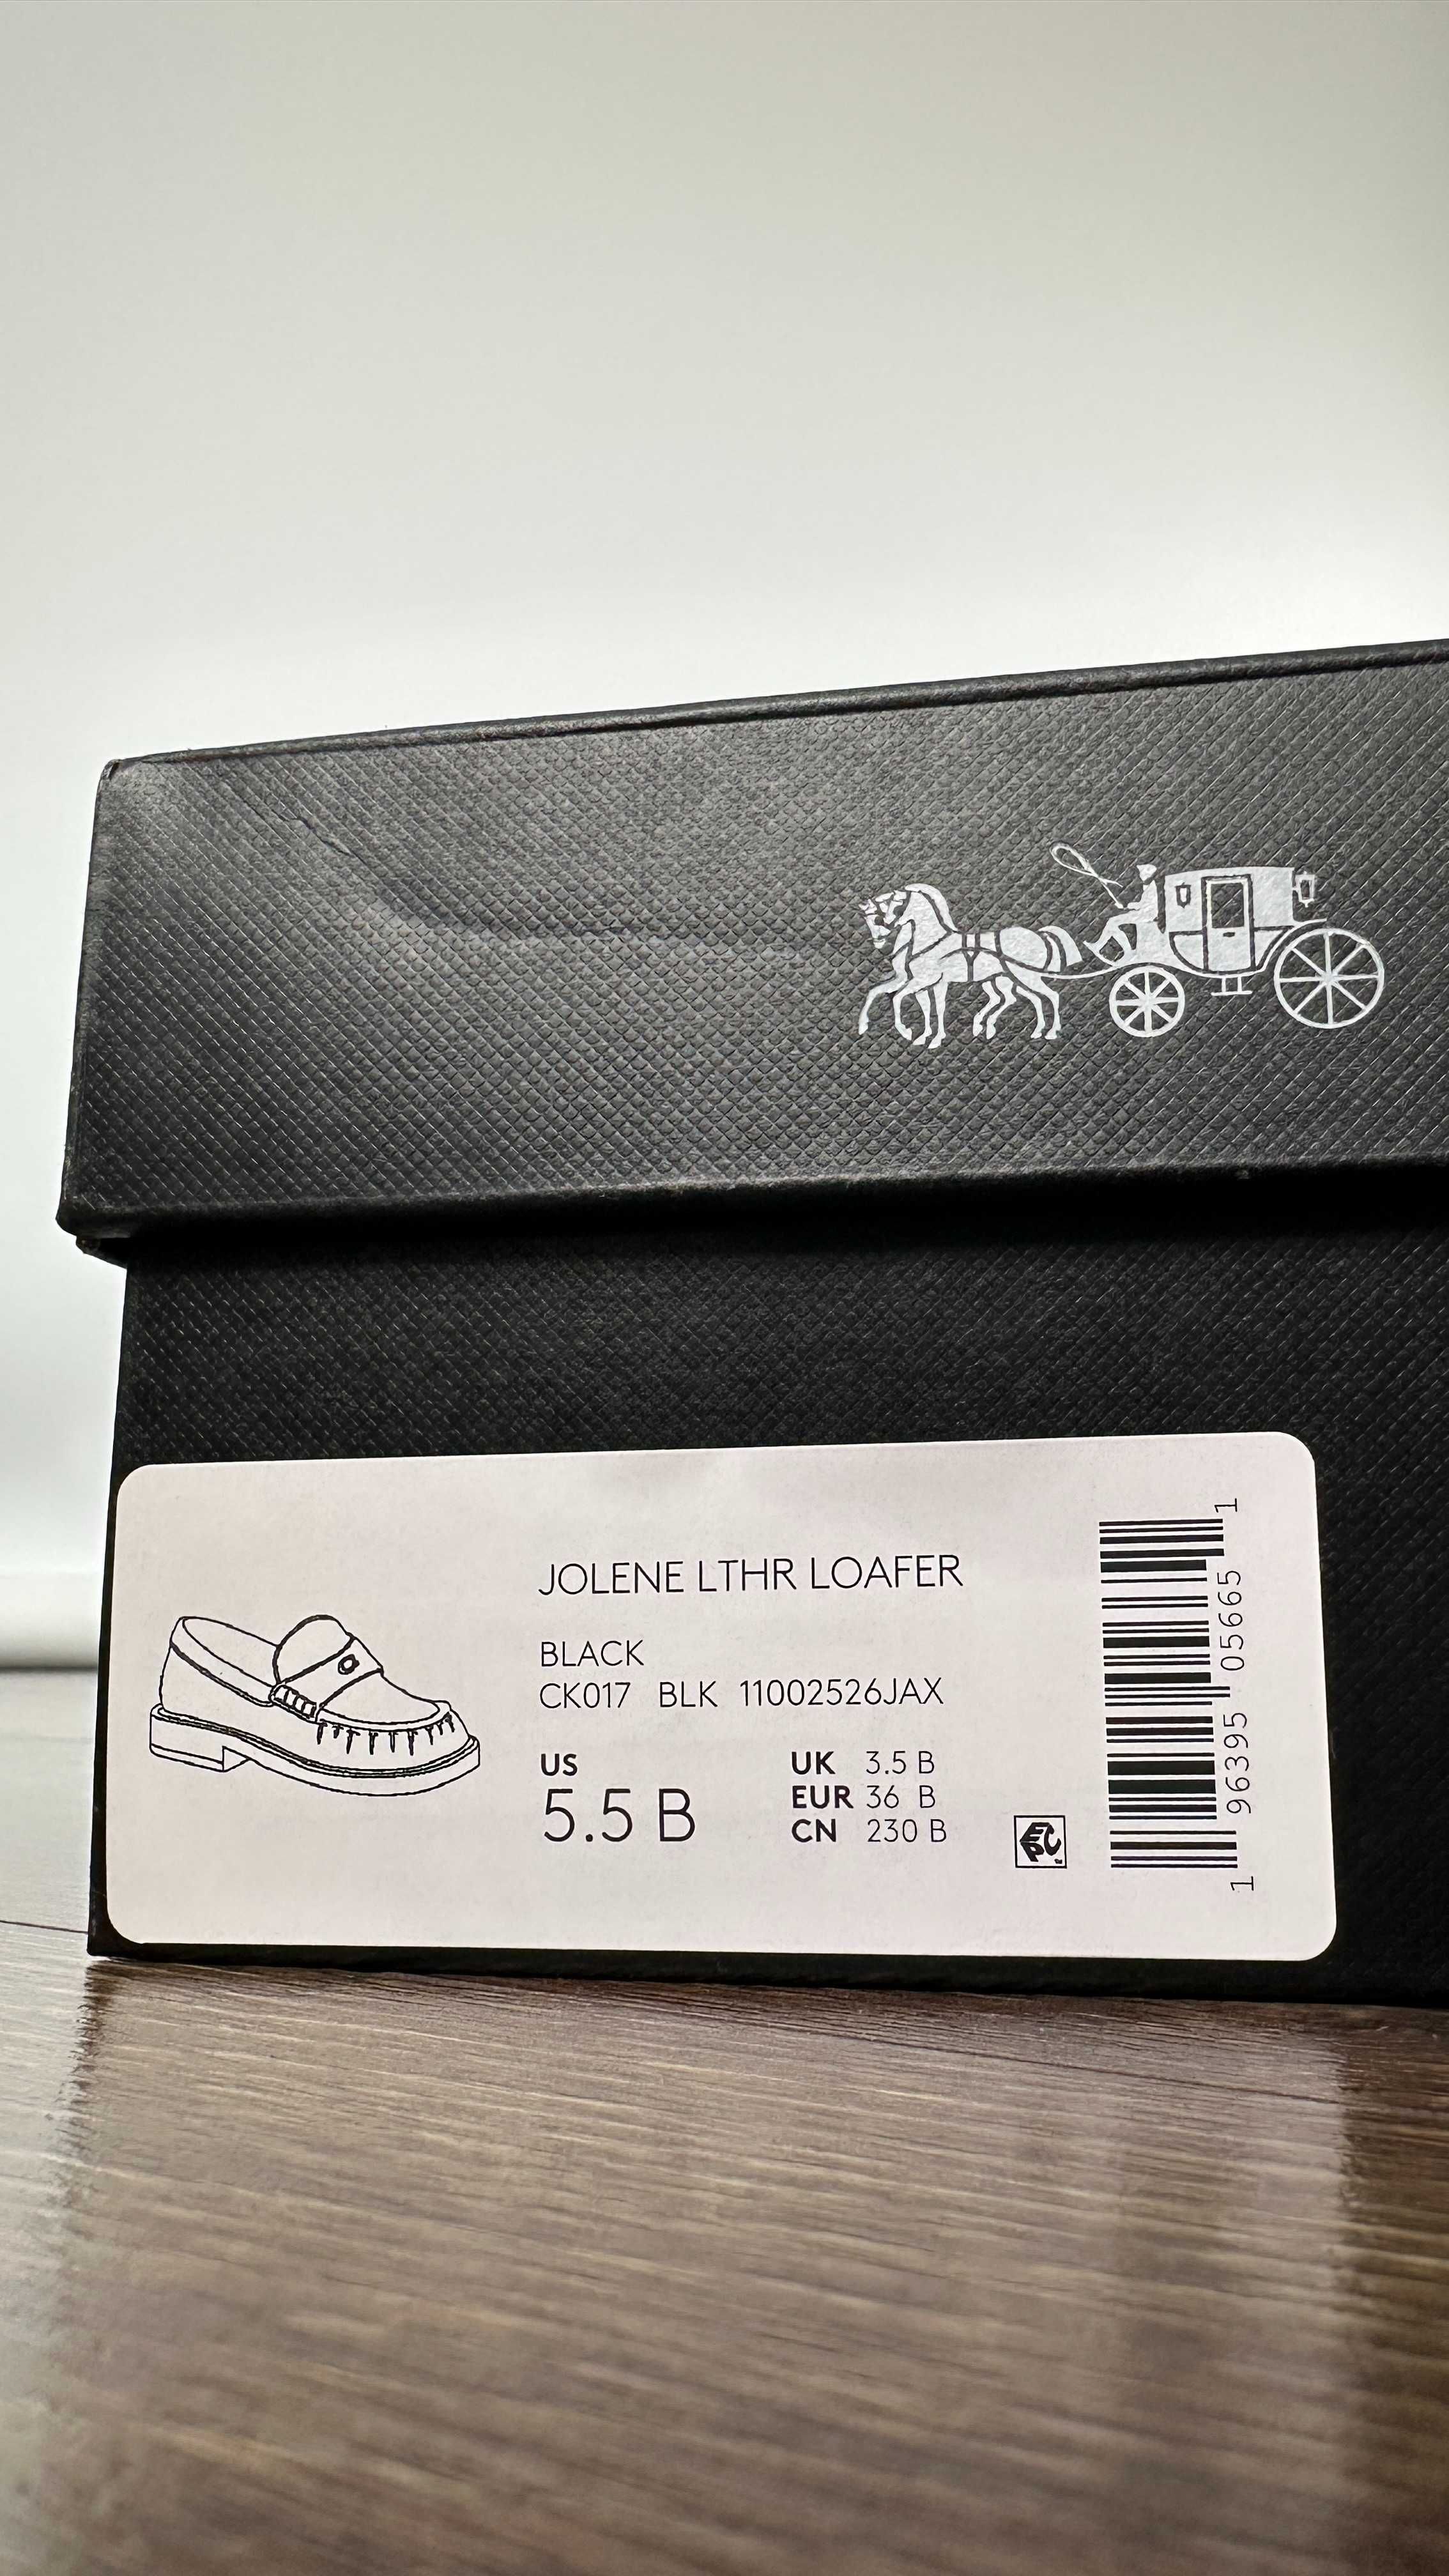 JOLENE LTHR LOAFER
BLACK
CK017 BLK 11002526JAX
US
5.5 B
UK 3.5 B
EUR 36 B
CN 230 B
EPC
1 96395 05665 1